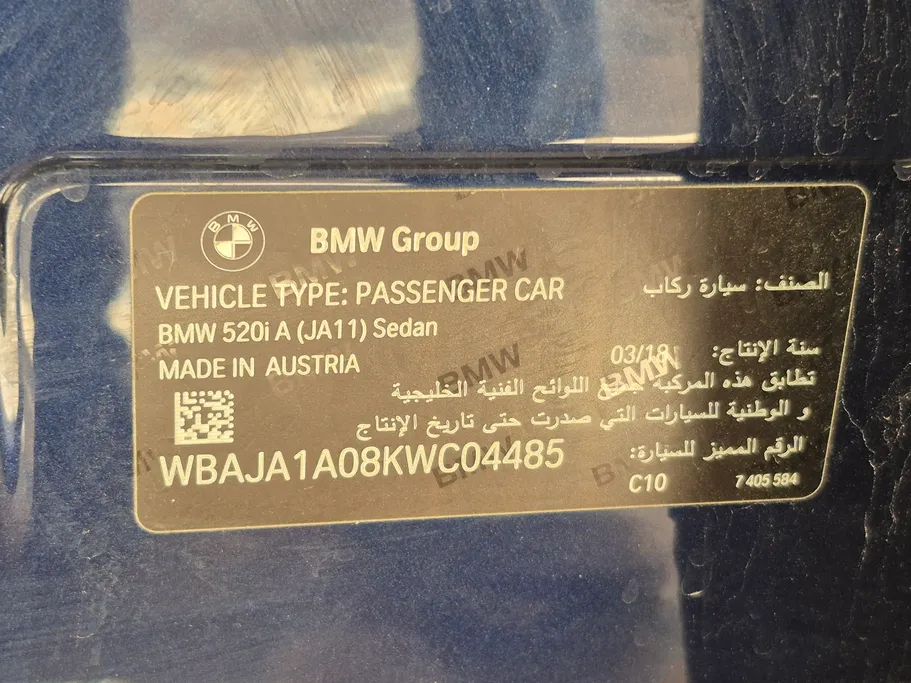 BMW
BMW Group
VEHICLE TYPE: PASSENGER CAR
الصنف: سيارة ركاب
BMW 520i A (JA11) Sedan
سنة الإنتاج: 03/18
MADE IN AUSTRIA
تطابق هذه المركبة جميع اللوائح الفنية الخليجية
و الوطنية للسيارات التي صدرت حتى تاريخ الإنتاج
الرقم المميز للسيارة:
WBAJA1A08KWC04485
C10
7 405 584